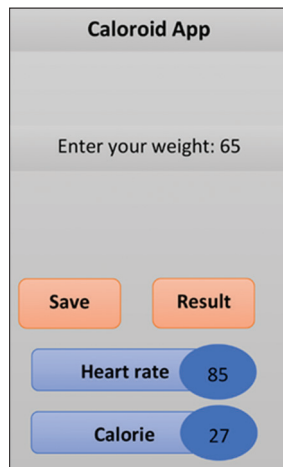 Caloroid App
Enter your weight: 65
Save Result
Heart rate 85
Calorie 27